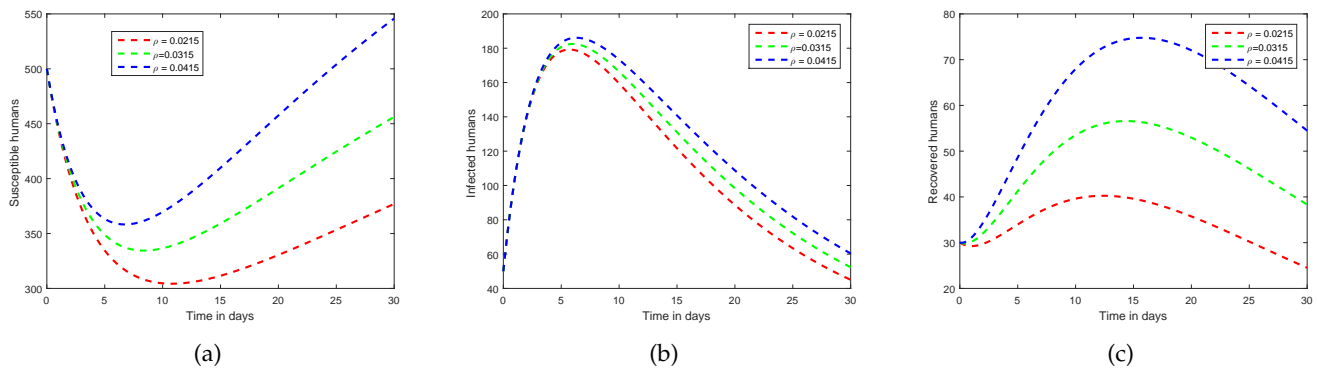 550
500
450
400
350
300
Susceptible humans
ρ = 0.0215
ρ=0.0315
ρ = 0.0415
0 5 10 15 20 25 30
Time in days
(a)
200
180
160
140
120
100
80
60
40
Infected humans
ρ = 0.0215
ρ=0.0315
ρ = 0.0415
0 5 10 15 20 25 30
Time in days
(b)
80
70
60
50
40
30
20
Recovered humans
ρ = 0.0215
ρ=0.0315
ρ = 0.0415
0 5 10 15 20 25 30
Time in days
(c)